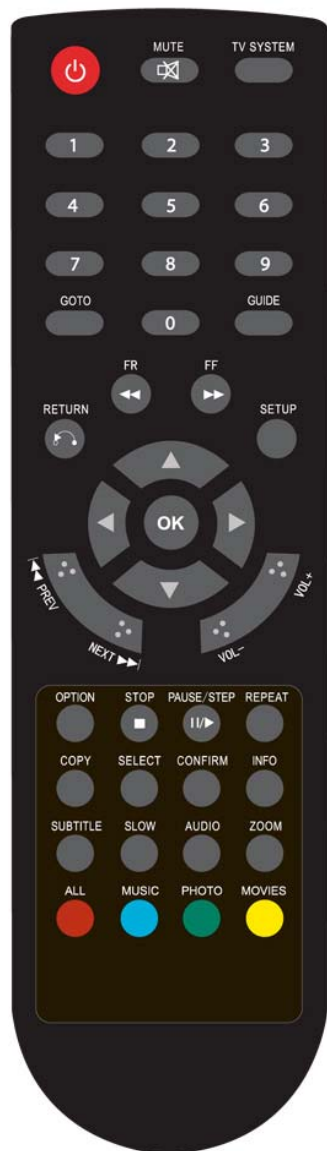 MUTE TV SYSTEM
1 2 3
4 5 6
7 8 9
GOTO GUIDE
0
FR FF
RETURN SETUP
OK
PREV VOL+
NEXT VOL-
OPTION STOP PAUSE/STEP REPEAT
COPY SELECT CONFIRM INFO
SUBTITLE SLOW AUDIO ZOOM
ALL MUSIC PHOTO MOVIES